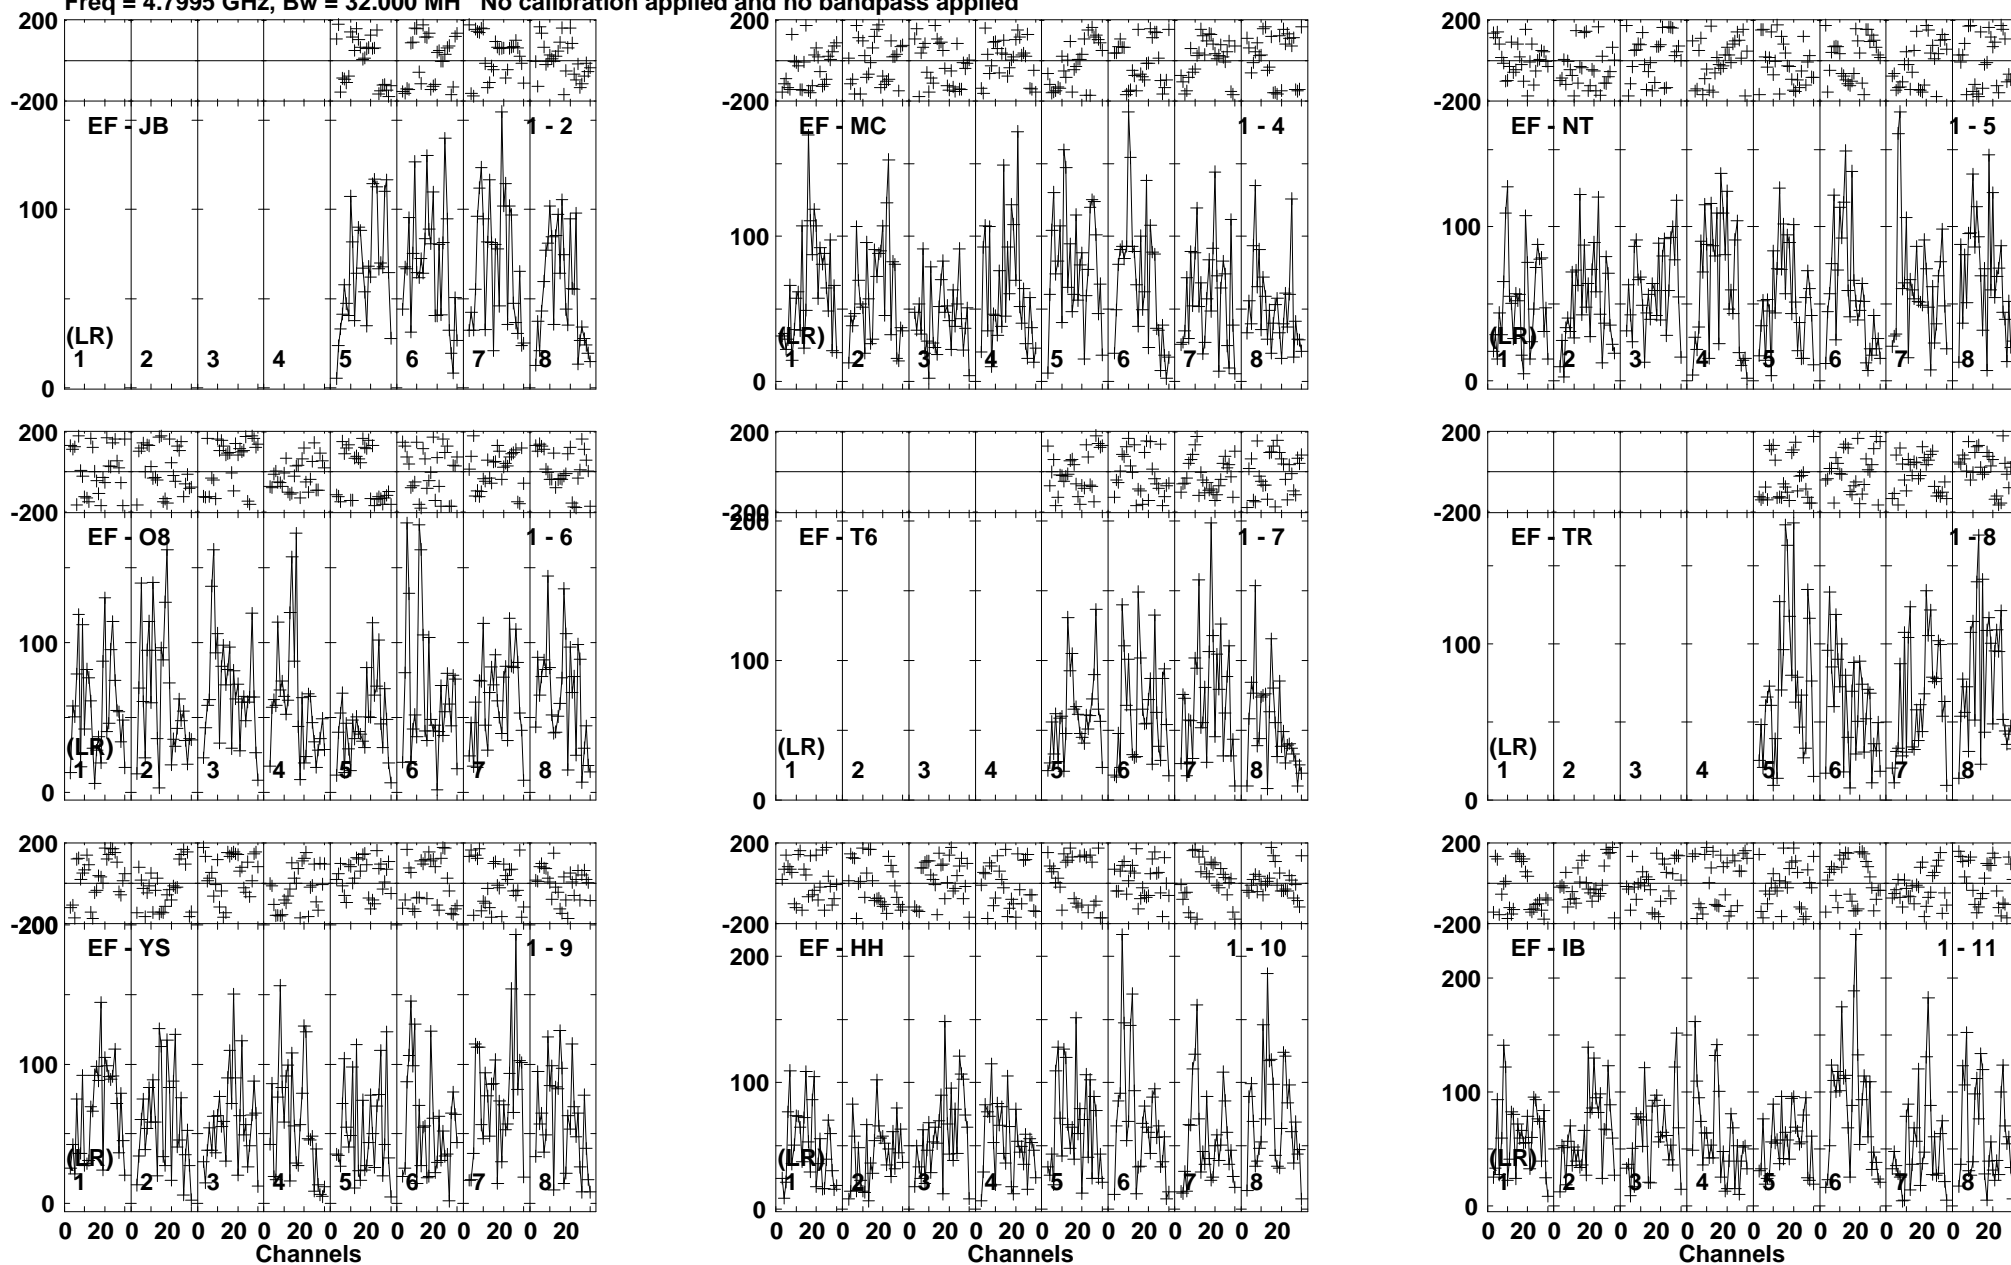 Freq = 4.7995 GHz, Bw = 32.000 MH No calibration applied and no bandpass applied
200 200 200
-200 -200 -200
EF - JB 1 - 2 EF - MC 1 - 4 EF - NT 1 - 5
100 100 100
(LR) (LR) (LR)
1 2 3 4 5 6 7 8 1 2 3 4 5 6 7 8 1 2 3 4 5 6 7 8
0 0 0
200 200 200
-200 -200 -200
200
EF - O8 1 - 6 EF - T6 1 - 7 EF - TR 1 - 8
100 100 100
(LR) (LR) (LR)
1 2 3 4 5 6 7 8 1 2 3 4 5 6 7 8 1 2 3 4 5 6 7 8
0 0 0
200 200 200
-200 -200 -200
200
EF - YS 1 - 9 EF - HH 1 - 10 EF - IB 1 - 11
200 200
100 100 100
(LR) (LR) (LR)
1 2 3 4 5 6 7 8 1 2 3 4 5 6 7 8 1 2 3 4 5 6 7 8
0 0 0
0 20 0 20 0 20 0 20 0 20 0 20 0 20 0 20 0 20 0 20 0 20 0 20 0 20 0 20 0 20 0 20 0 20 0 20 0 20 0 20 0 20 0 20 0 20 0 20
Channels Channels Channels